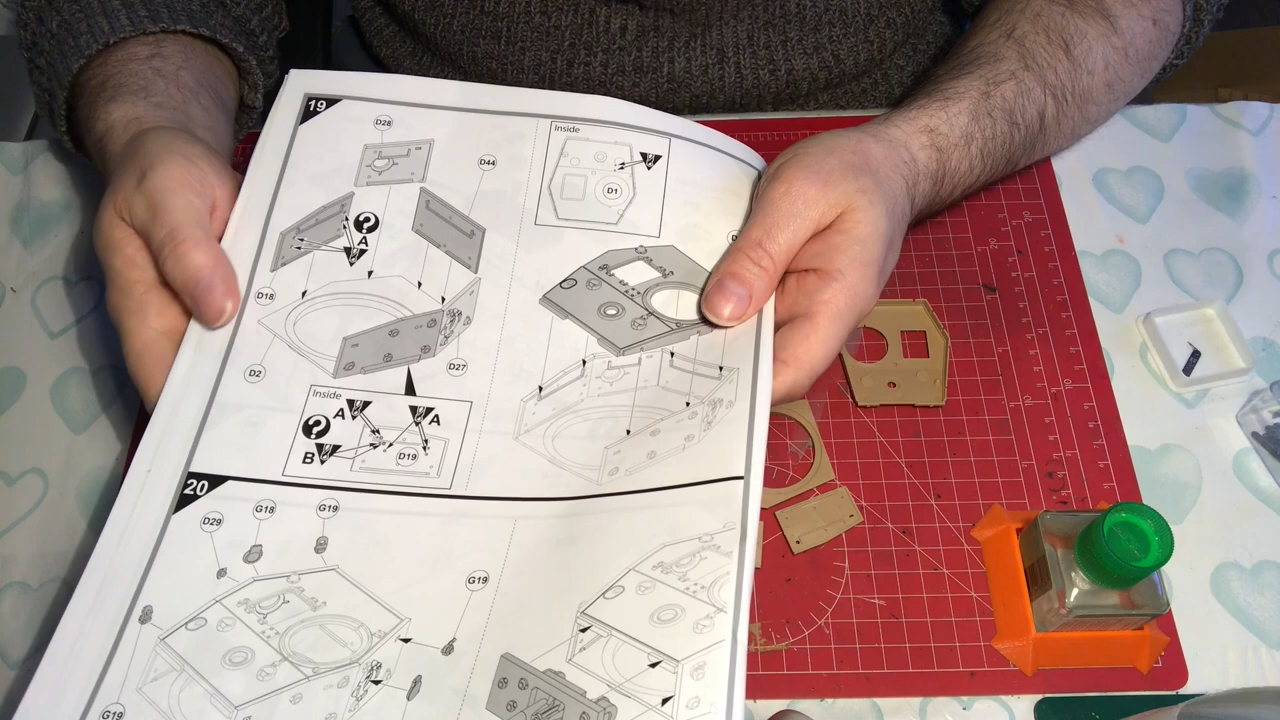 19
D28
D44
Inside
D1
?
A
D18
D2
D27
Inside
A
A
?
B
D19
20
D29
G18
G19
G19
G19